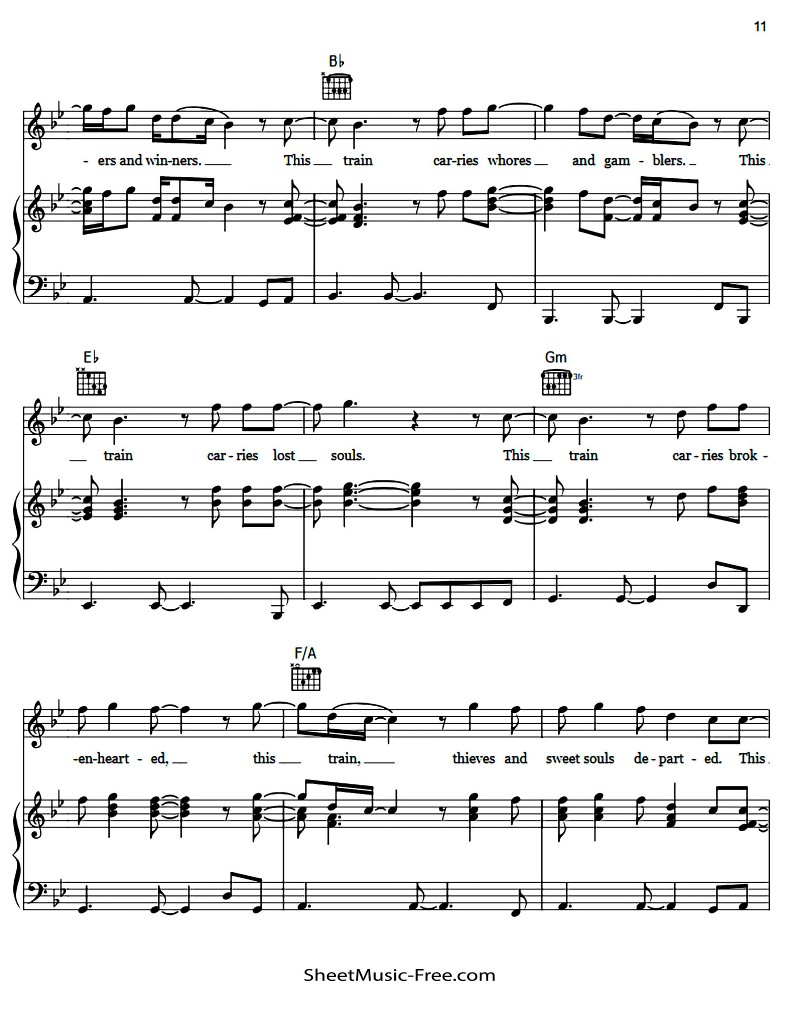 11
B♭
- ers and win-ners. This train car-ries whores and gam - blers. This
E♭ Gm
3fr
train car - ries lost souls. This train car - ries brok -
F/A
-en-heart - ed, this train, thieves and sweet souls de - part - ed. This
SheetMusic-Free.com